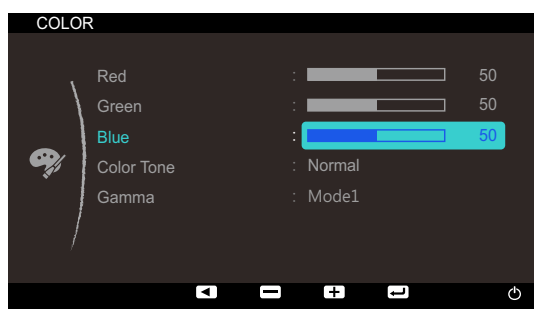 COLOR
Red : 50
Green : 50
Blue : 50
Color Tone : Normal
Gamma : Mode1